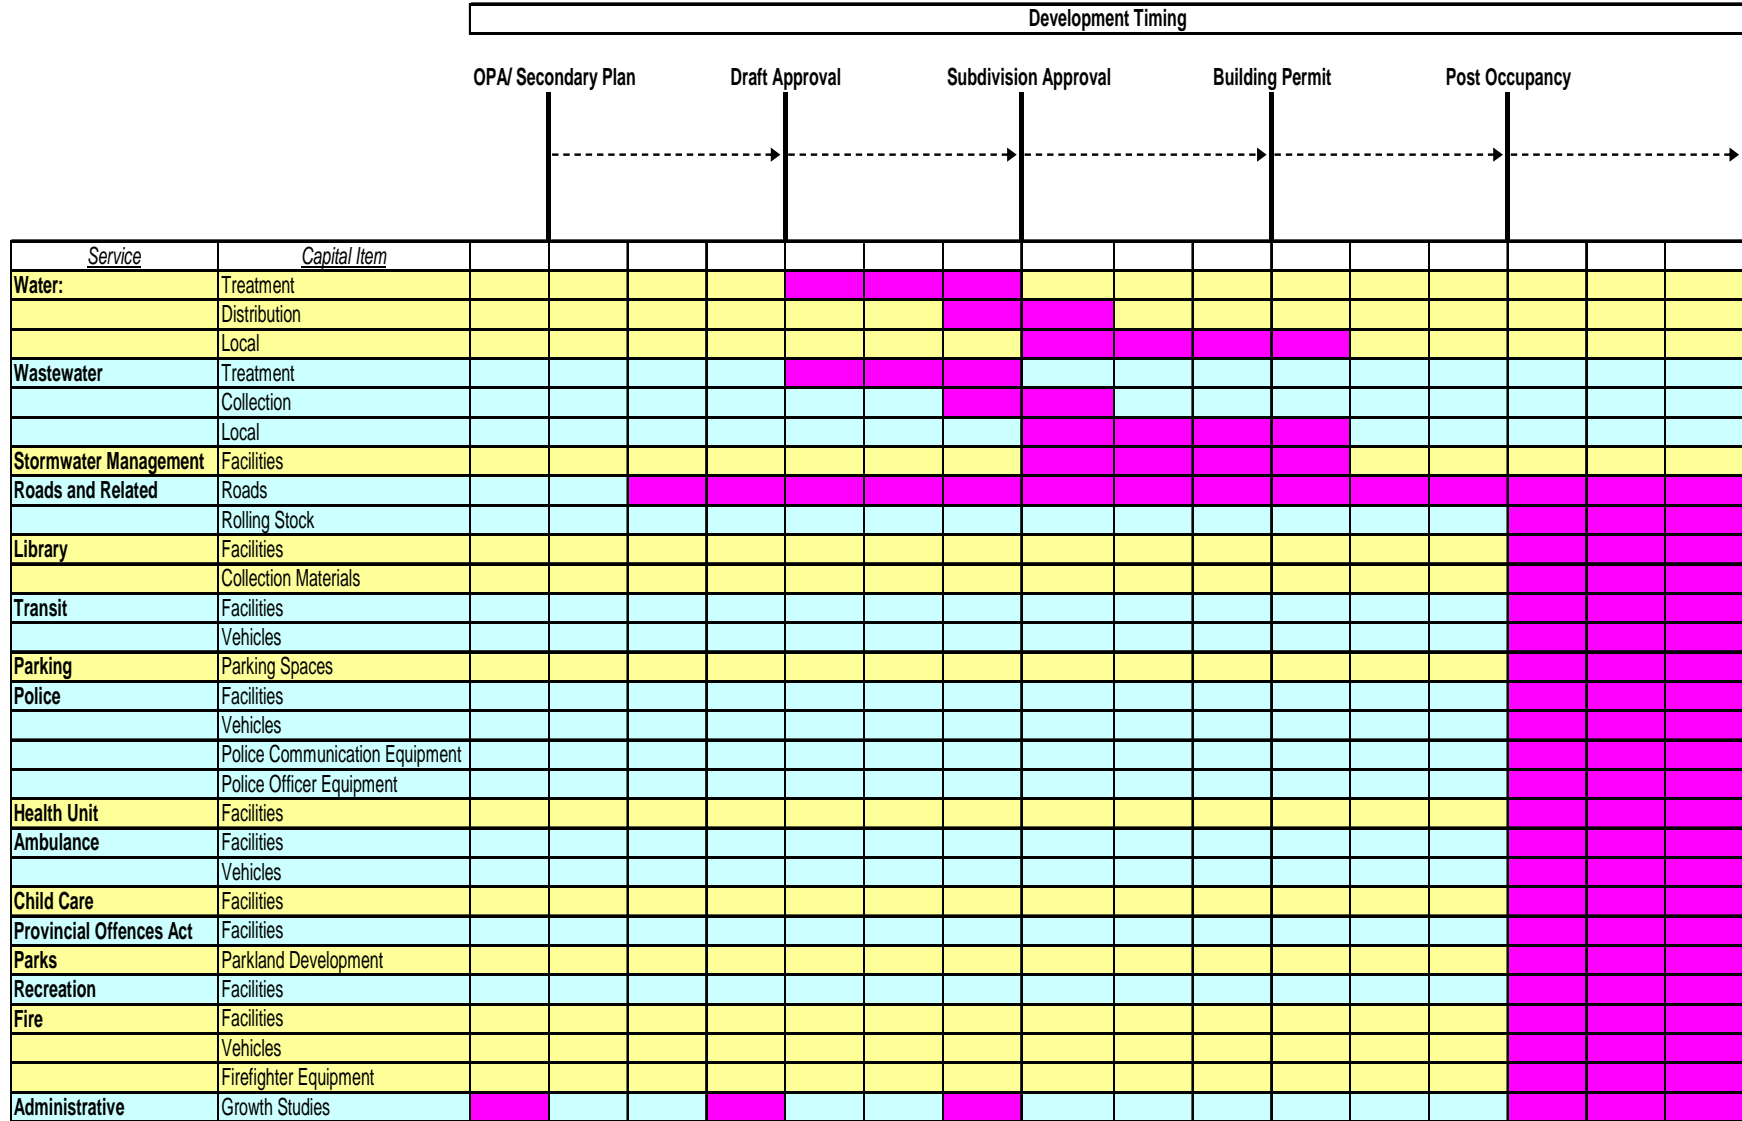 Development Timing
OPA/ Secondary Plan Draft Approval Subdivision Approval Building Permit Post Occupancy
Service Capital Item
Water: Treatment
Distribution
Local
Wastewater Treatment
Collection
Local
Stormwater Management Facilities
Roads and Related Roads
Rolling Stock
Library Facilities
Collection Materials
Transit Facilities
Vehicles
Parking Parking Spaces
Police Facilities
Vehicles
Police Communication Equipment
Police Officer Equipment
Health Unit Facilities
Ambulance Facilities
Vehicles
Child Care Facilities
Provincial Offences Act Facilities
Parks Parkland Development
Recreation Facilities
Fire Facilities
Vehicles
Firefighter Equipment
Administrative Growth Studies